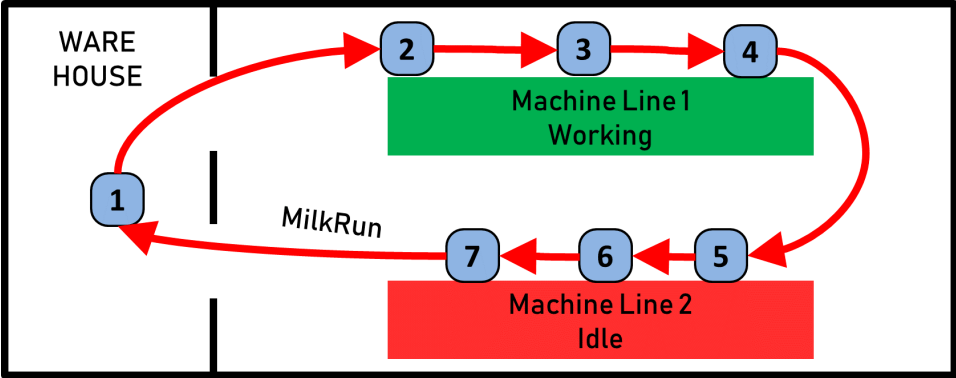 WARE
HOUSE
2
3
4
Machine Line 1
Working
1
MilkRun
7
6
5
Machine Line 2
Idle